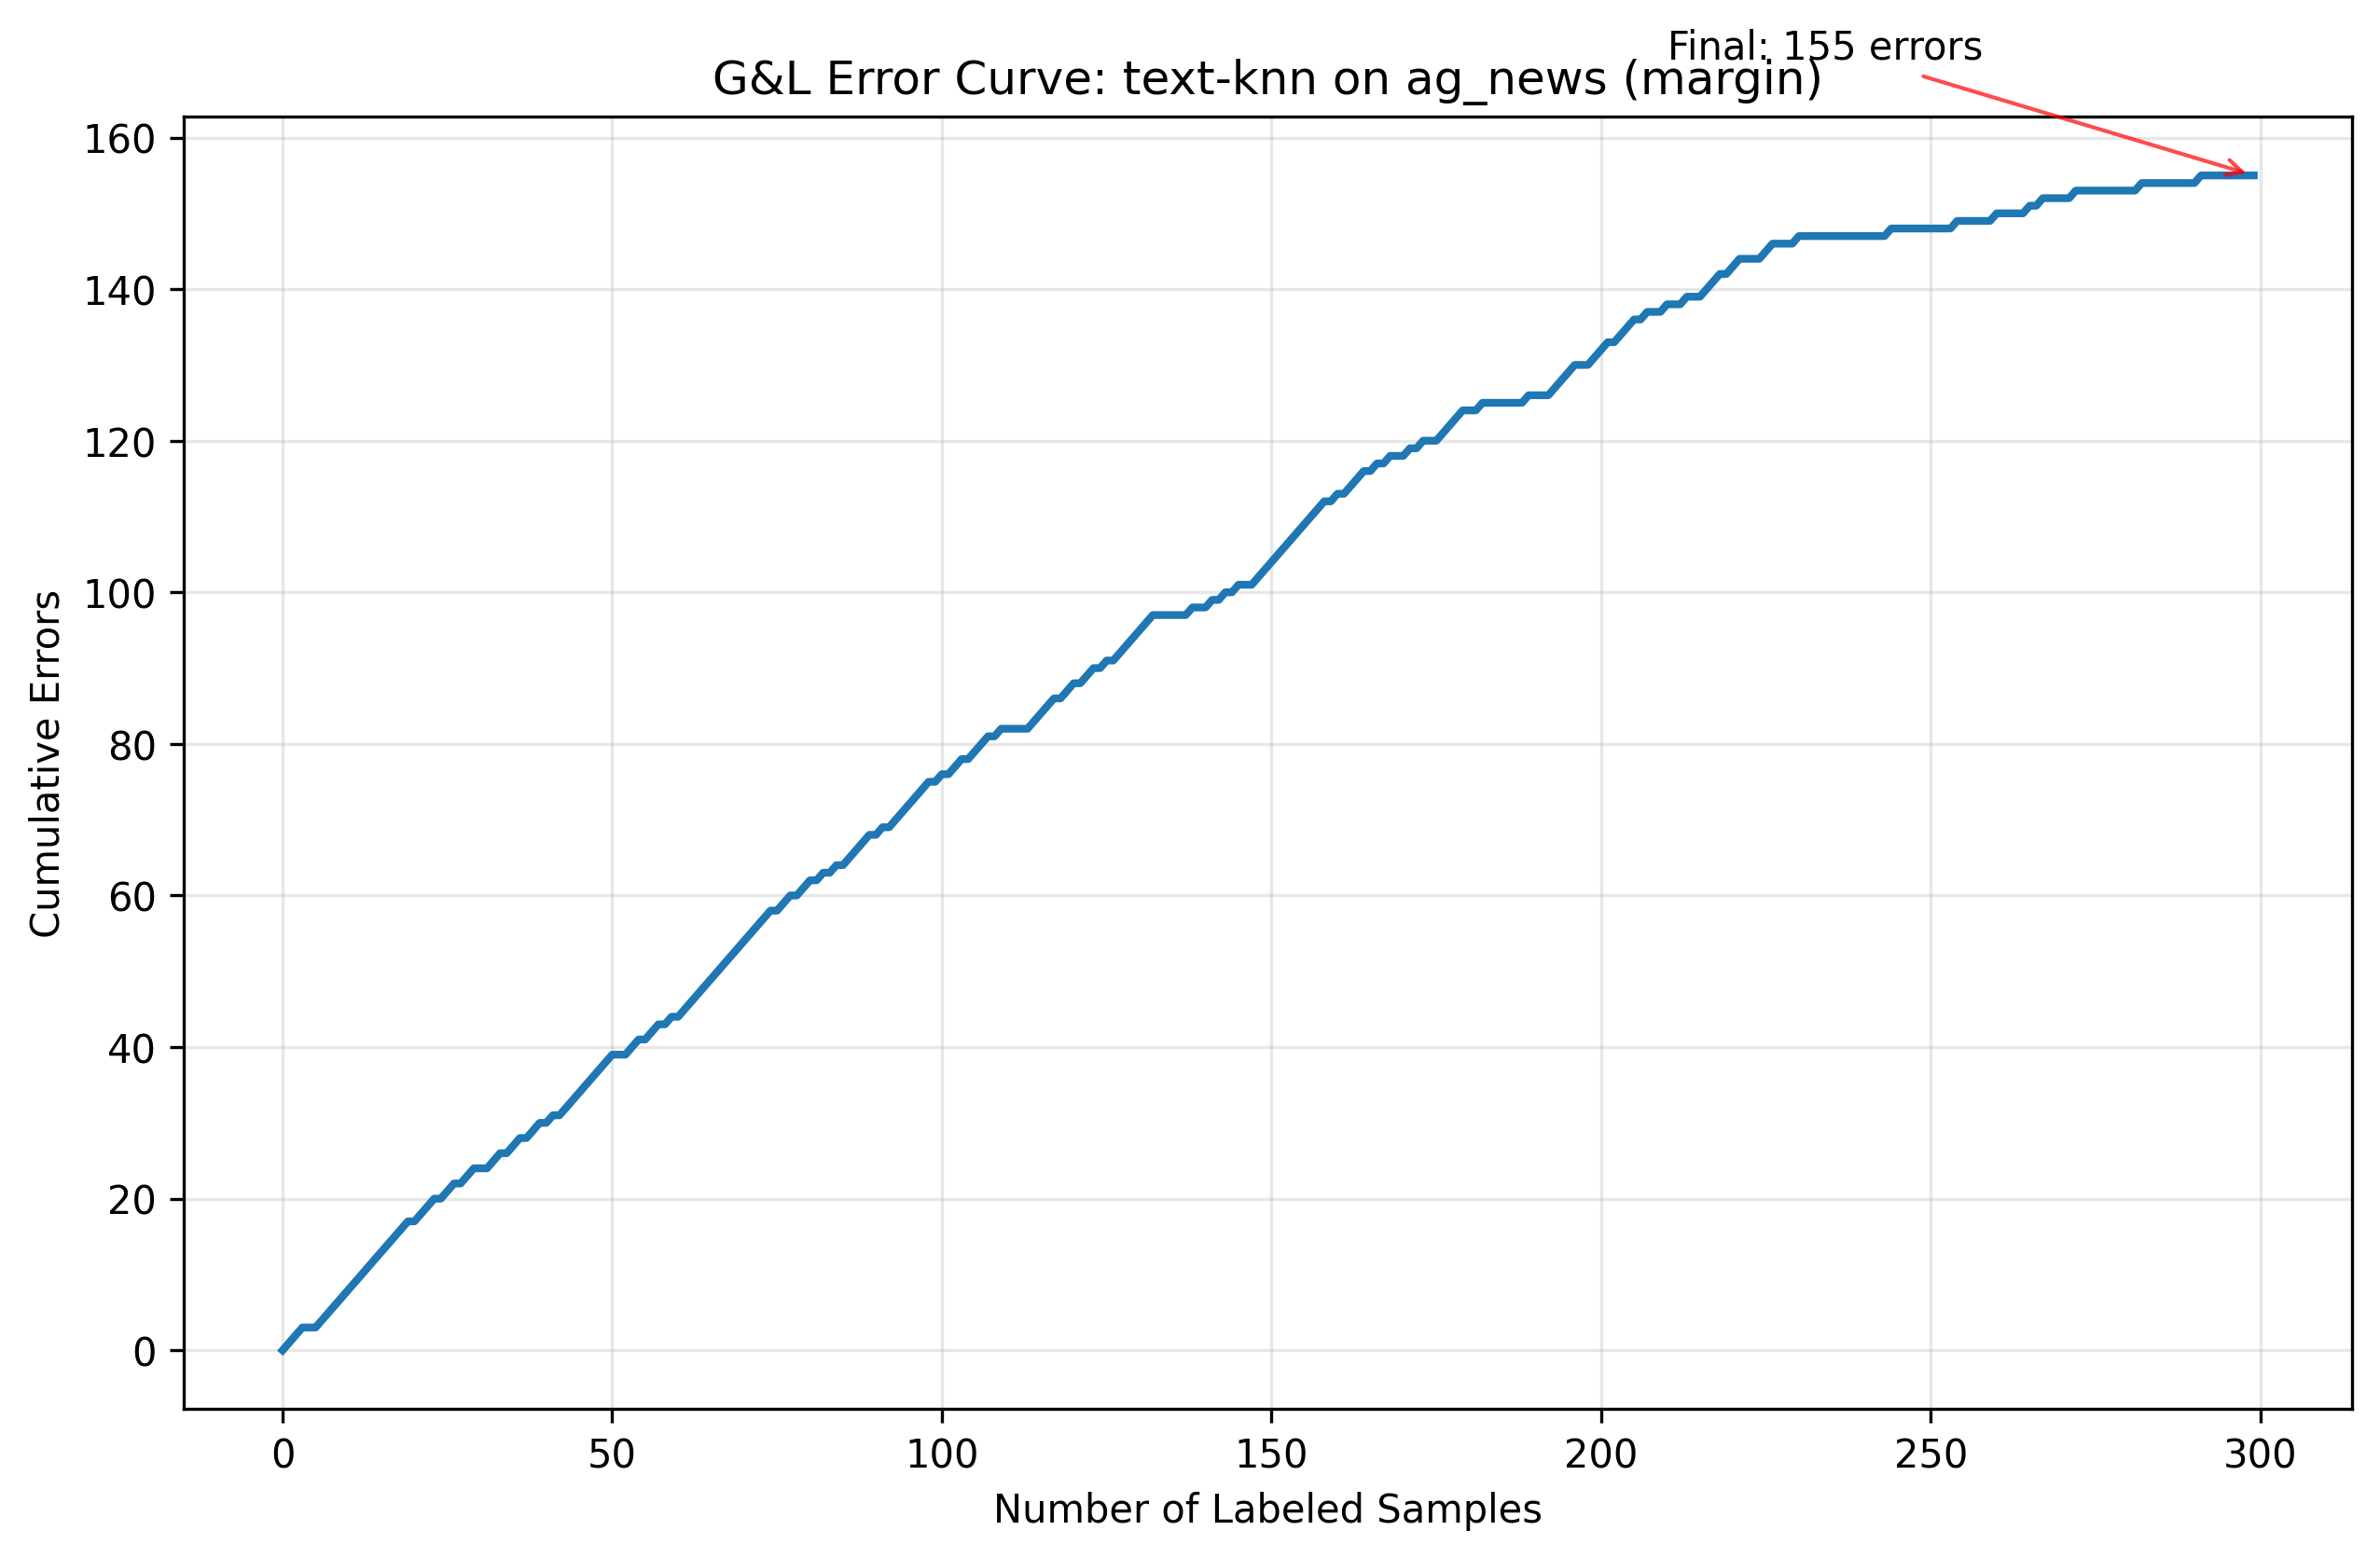 Final: 155 errors
G&L Error Curve: text-knn on ag_news (margin)
160
140
120
100
80
60
40
20
0
Cumulative Errors
0 50 100 150 200 250 300
Number of Labeled Samples